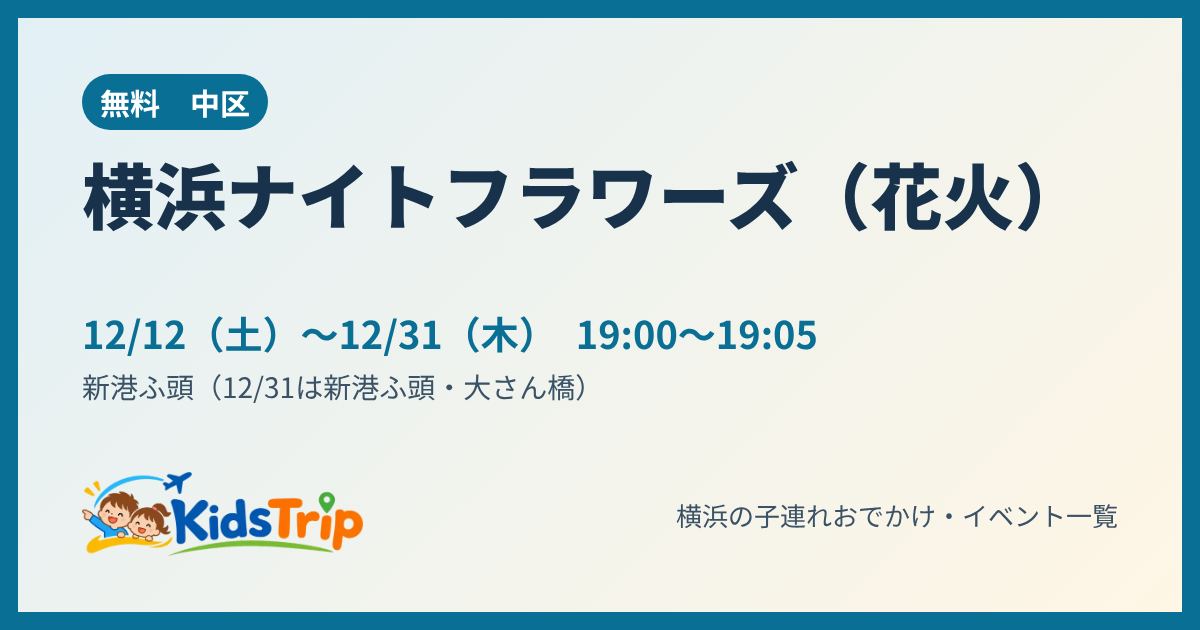 無料　中区
横浜ナイトフラワーズ（花火）
12/12（土）～12/31（木）　19:00～19:05
新港ふ頭（12/31は新港ふ頭・大さん橋）
KidsTrip
横浜の子連れおでかけ・イベント一覧